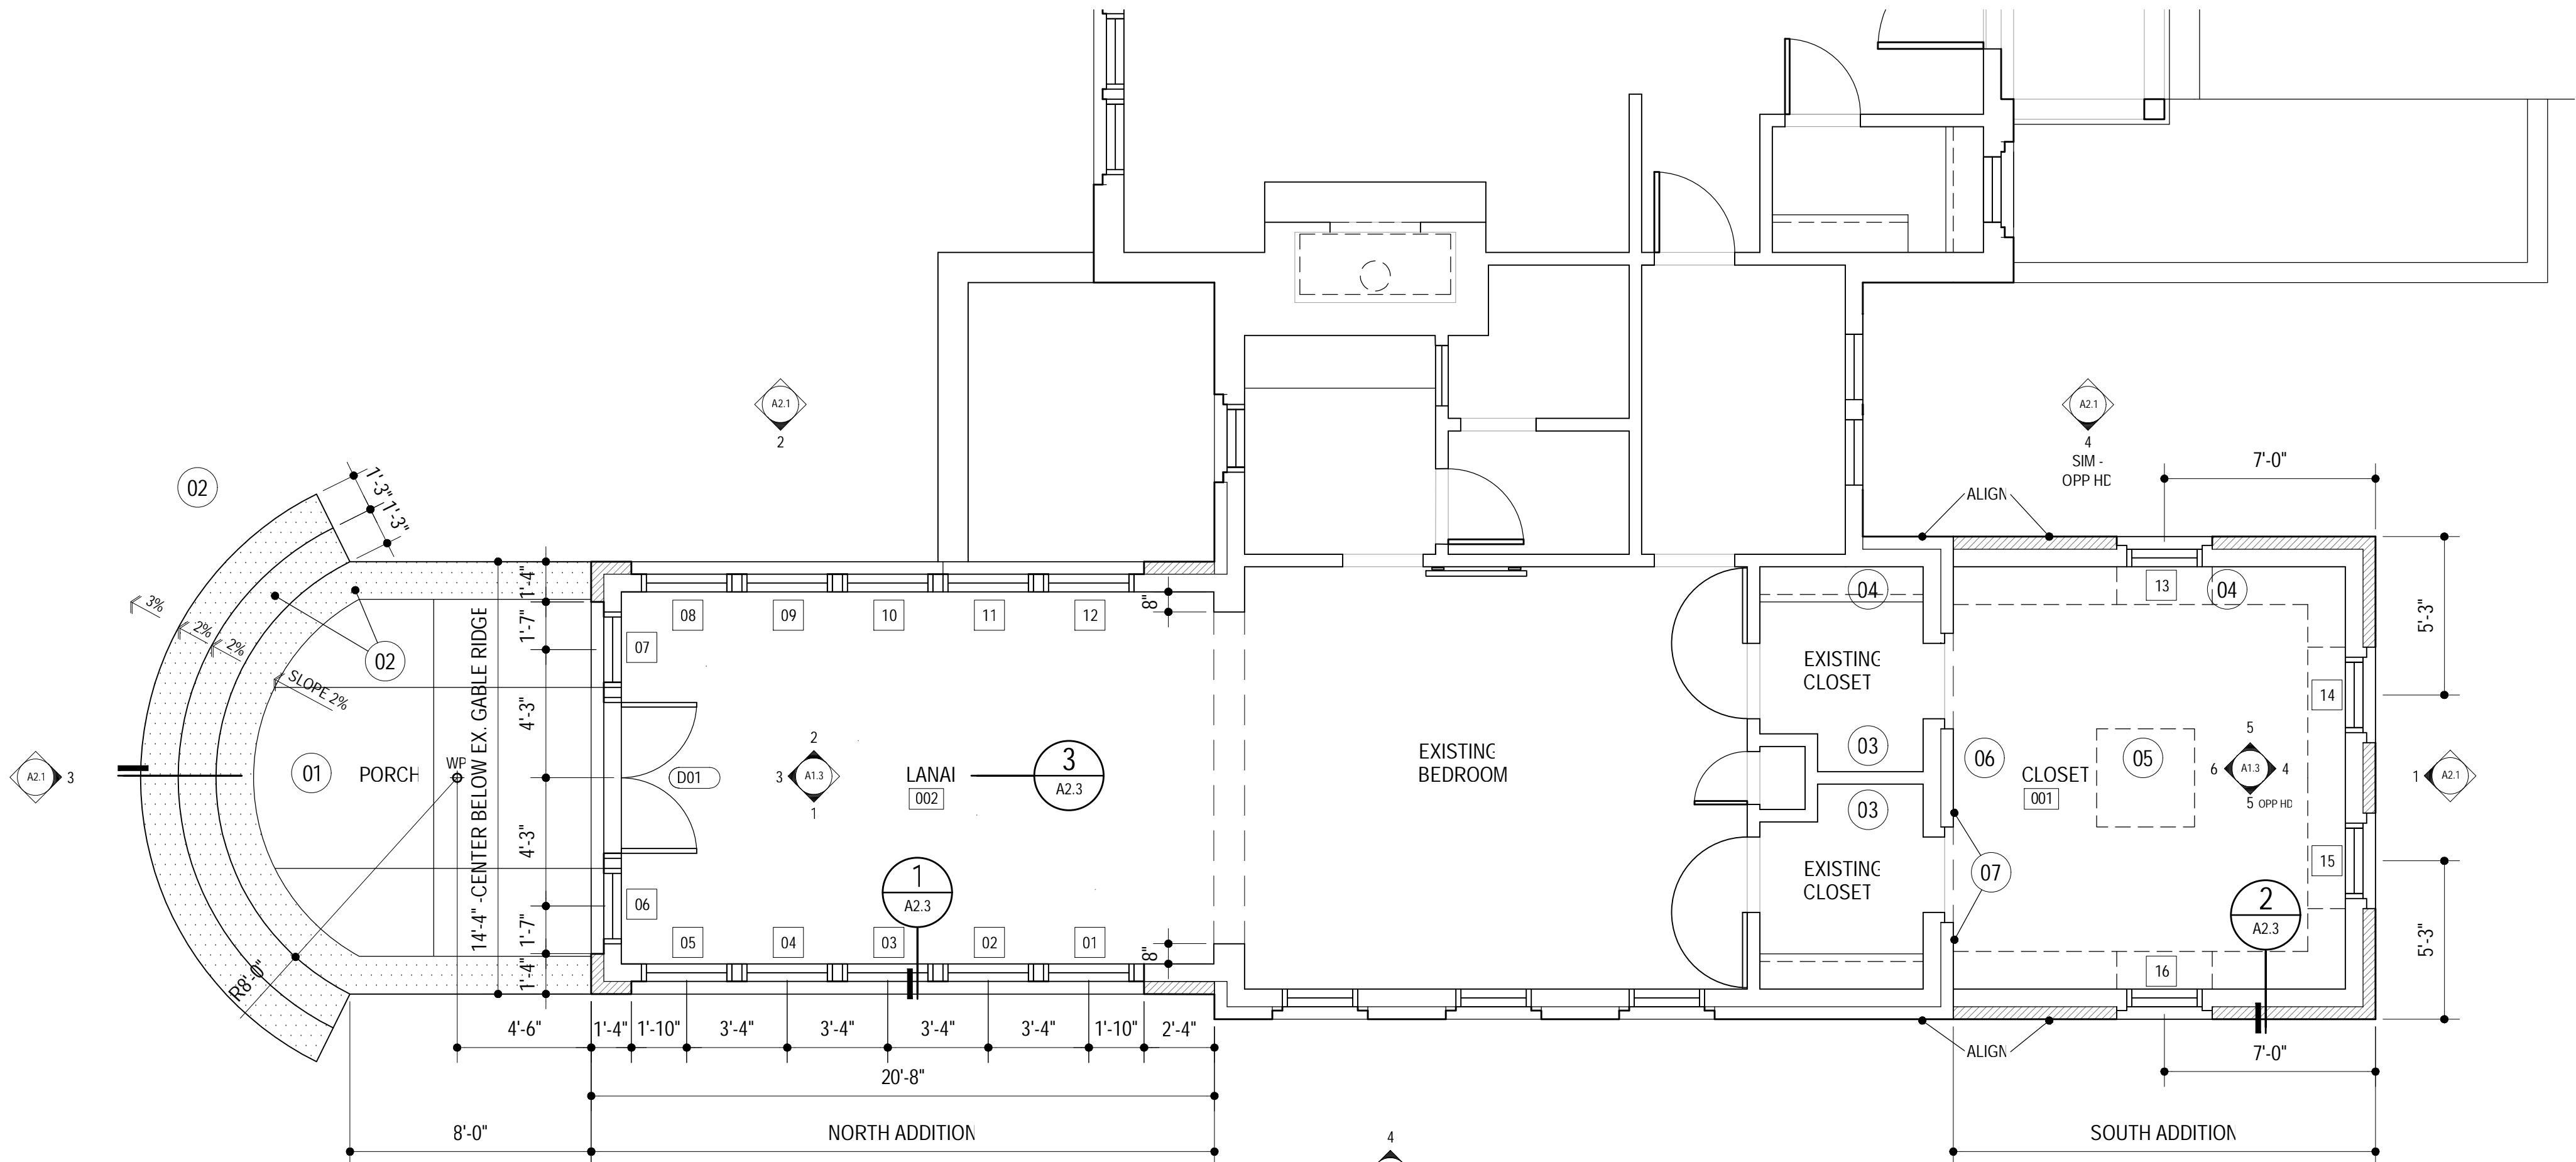 A2.1
2
A2.1
4
SIM -
OPP HD
7'-0"
ALIGN
02
1'-3"
1'-3"
3%
2%
2%
SLOPE 2%
02
01
PORCH
WP
R8'-0"
A2.1
3
14'-4" -CENTER BELOW EX. GABLE RIDGE
1'-4"
1'-7"
4'-3"
4'-3"
1'-7"
1'-4"
08
09
10
11
12
8"
07
D01
2
3
A1.3
1
LANAI
002
3
A2.3
1
A2.3
06
05
04
03
02
01
8"
EXISTING
BEDROOM
04
EXISTING
CLOSET
03
03
EXISTING
CLOSET
13
04
14
06
CLOSET
001
05
5
6
A1.3
4
5 OPP HD
15
07
2
A2.3
16
5'-3"
5'-3"
1
A2.1
4'-6"
1'-4"
1'-10"
3'-4"
3'-4"
3'-4"
3'-4"
1'-10"
2'-4"
20'-8"
ALIGN
7'-0"
8'-0"
NORTH ADDITION
4
SOUTH ADDITION